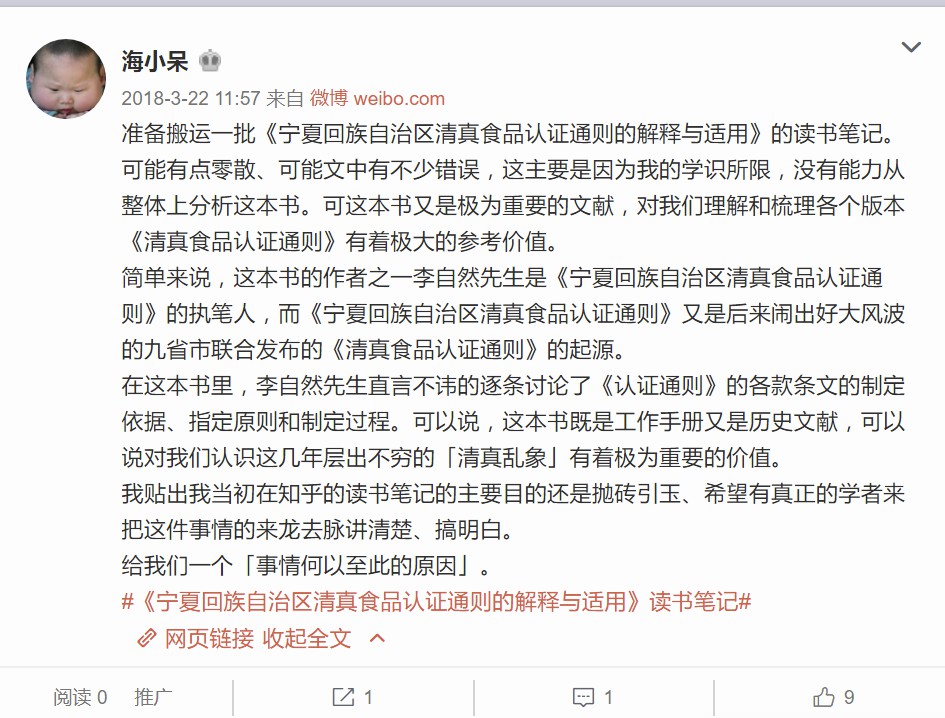 海小呆
2018-3-22 11:57 来自 微博 weibo.com
准备搬运一批《宁夏回族自治区清真食品认证通则的解释与适用》的读书笔记。
可能有点零散、可能文中有不少错误，这主要是因为我的学识所限，没有能力从
整体上分析这本书。可这本书又是极为重要的文献，对我们理解和梳理各个版本
《清真食品认证通则》有着极大的参考价值。
简单来说，这本书的作者之一李自然先生是《宁夏回族自治区清真食品认证通
则》的执笔人，而《宁夏回族自治区清真食品认证通则》又是后来闹出好大风波
的九省市联合发布的《清真食品认证通则》的起源。
在这本书里，李自然先生直言不讳的逐条讨论了《认证通则》的各款条文的制定
依据、指定原则和制定过程。可以说，这本书既是工作手册又是历史文献，可以
说对我们认识这几年层出不穷的「清真乱象」有着极为重要的价值。
我贴出我当初在知乎的读书笔记的主要目的还是抛砖引玉、希望有真正的学者来
把这件事情的来龙去脉讲清楚、搞明白。
给我们一个「事情何以至此的原因」。
#《宁夏回族自治区清真食品认证通则的解释与适用》读书笔记#
网页链接 收起全文
阅读 0 推广 1 1 9